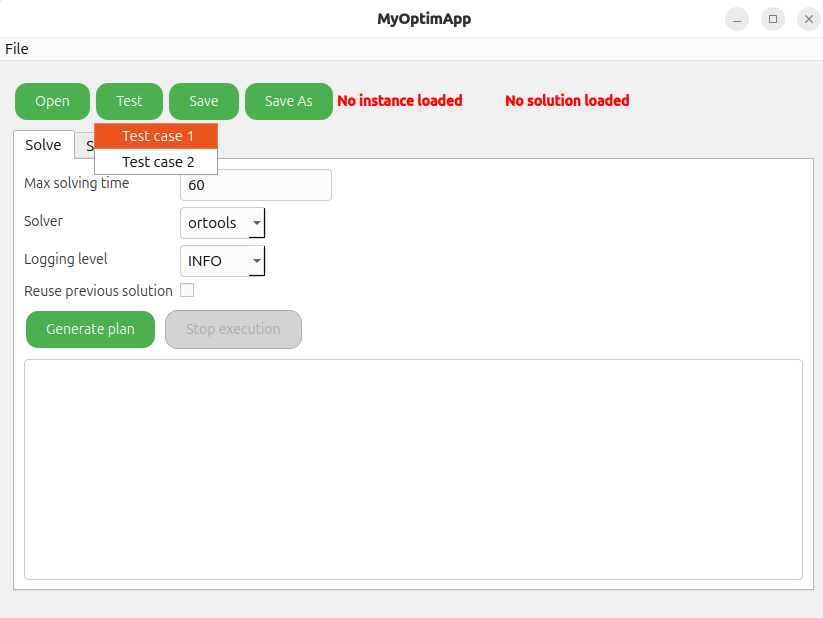 MyOptimApp
File
Open Test Save Save As No instance loaded No solution loaded
Test case 1
Solve S
Test case 2
Max solving time 60
Solver ortools
Logging level INFO
Reuse previous solution
Generate plan Stop execution